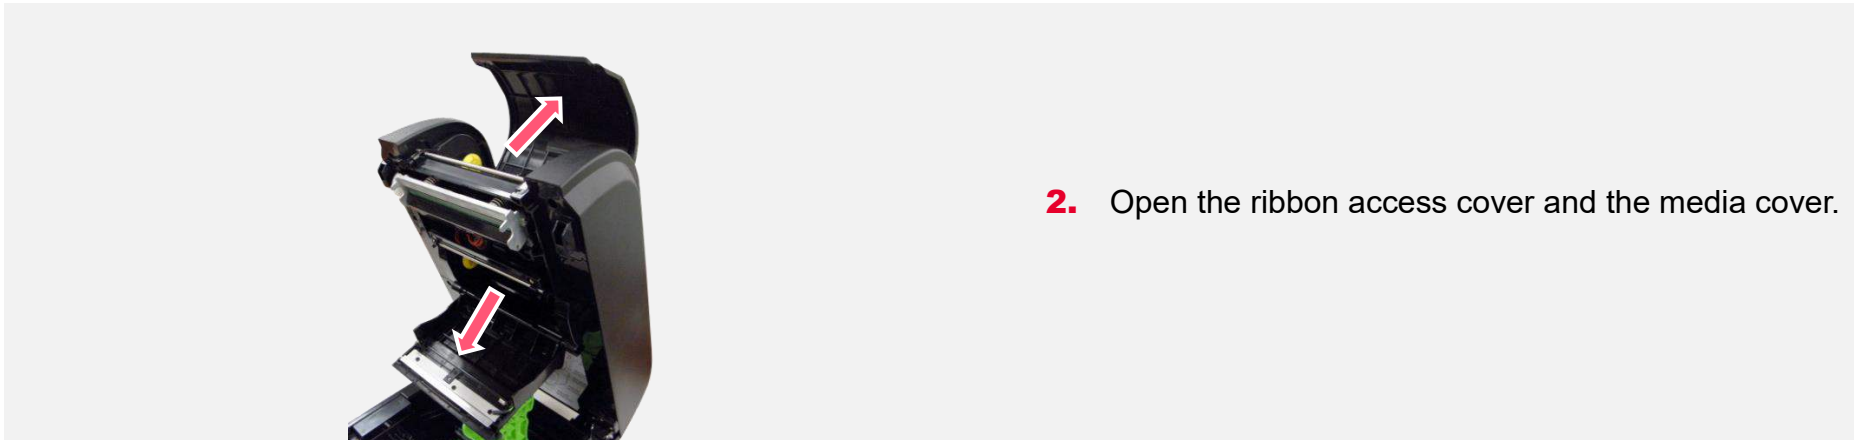 2. Open the ribbon access cover and the media cover.